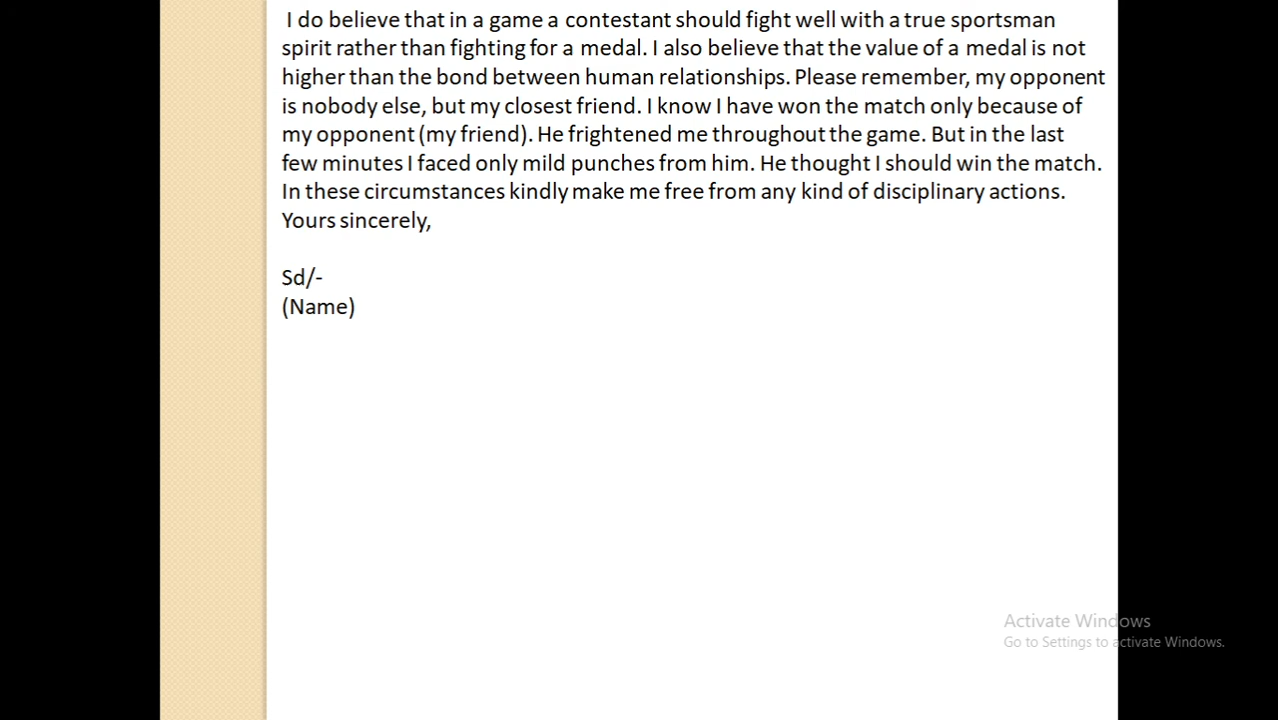 I do believe that in a game a contestant should fight well with a true sportsman
spirit rather than fighting for a medal. I also believe that the value of a medal is not
higher than the bond between human relationships. Please remember, my opponent
is nobody else, but my closest friend. I know I have won the match only because of
my opponent (my friend). He frightened me throughout the game. But in the last
few minutes I faced only mild punches from him. He thought I should win the match.
In these circumstances kindly make me free from any kind of disciplinary actions.
Yours sincerely,
Sd/-
(Name)
Activate Windows
Go to Settings to activate Windows.